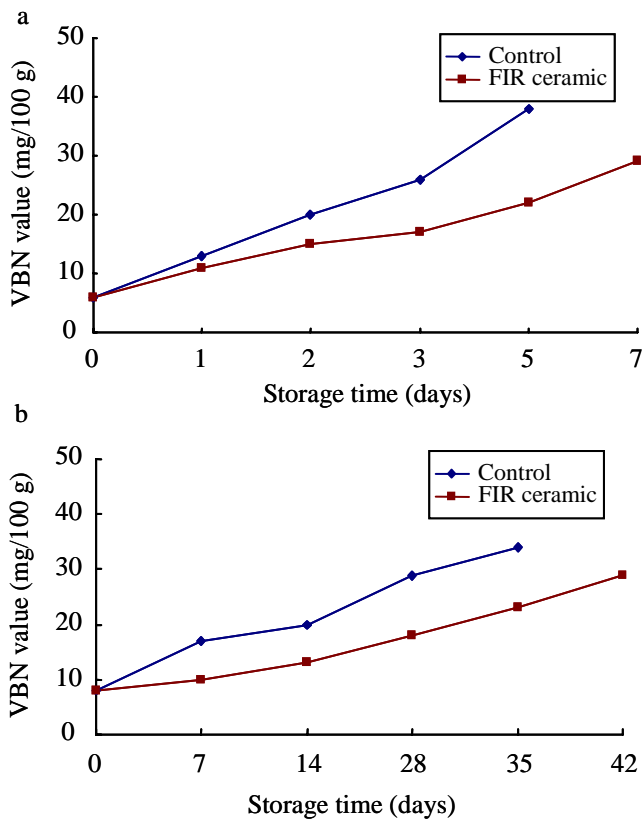 a
50
40
30
20
10
0
VBN value (mg/100 g)
Control
FIR ceramic
0 1 2 3 5 7
Storage time (days)
b
50
40
30
20
10
0
VBN value (mg/100 g)
Control
FIR ceramic
0 7 14 28 35 42
Storage time (days)